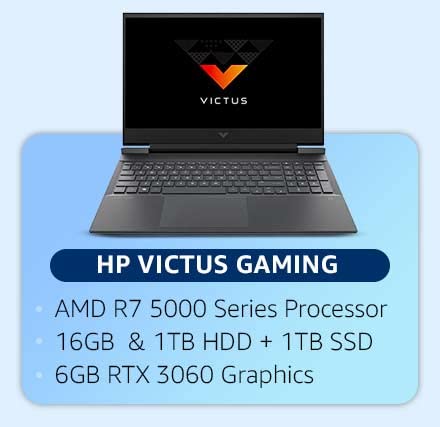 VICTUS
HP VICTUS GAMING
AMD R7 5000 Series Processor
16GB & 1TB HDD + 1TB SSD
6GB RTX 3060 Graphics